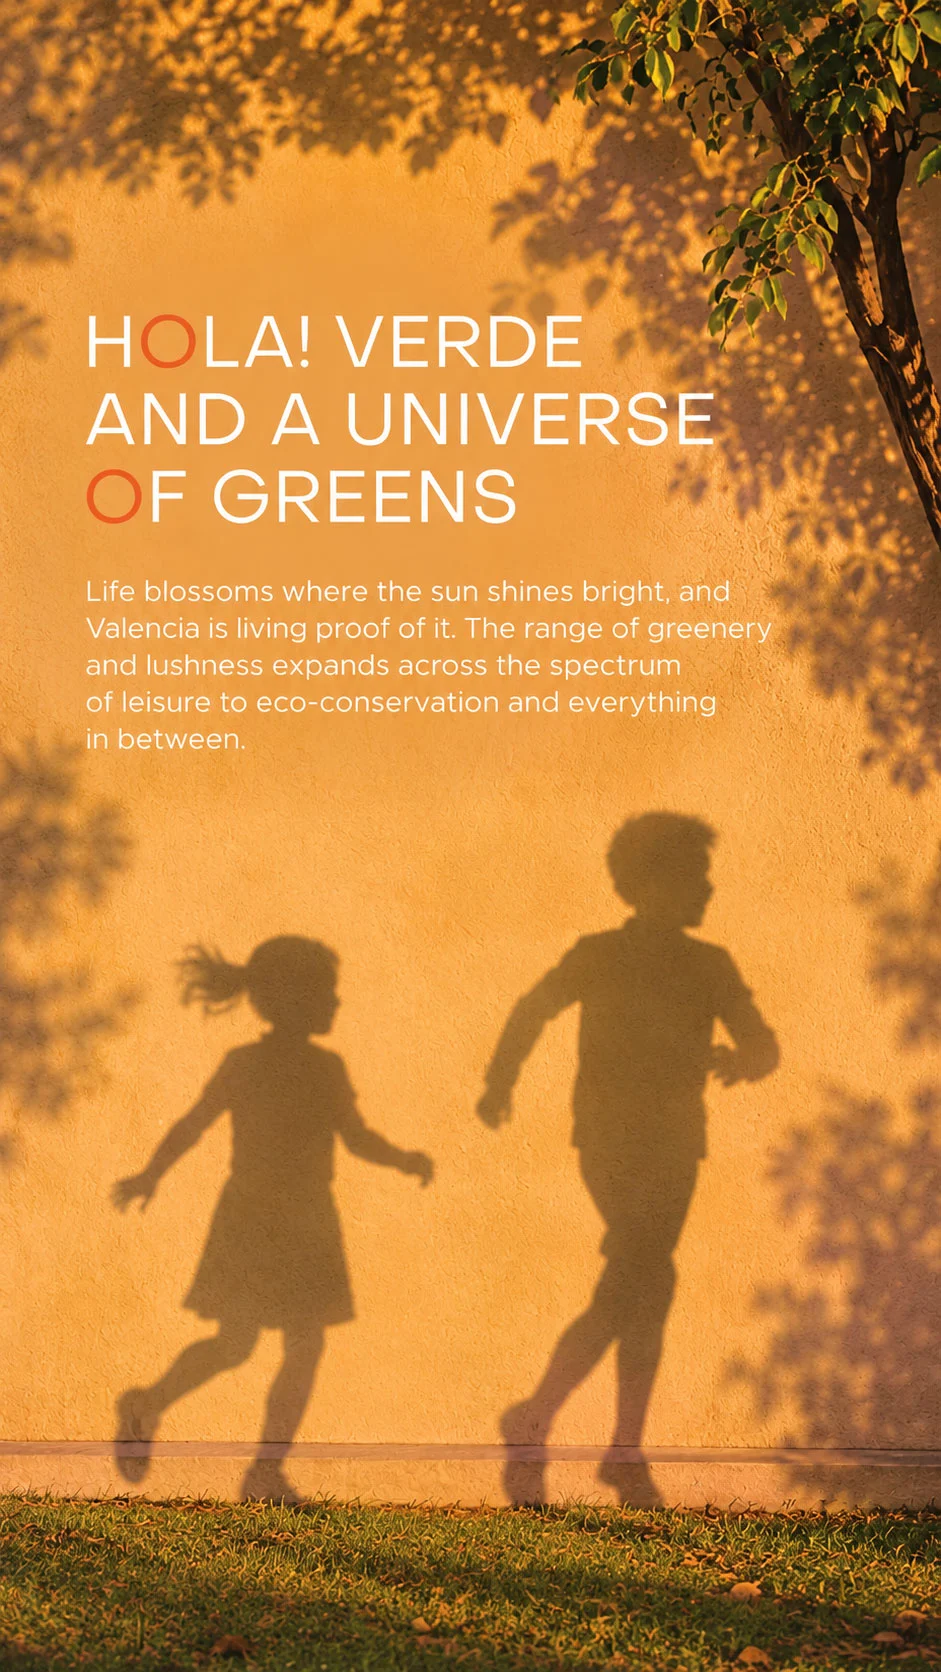 HOLA! VERDE
AND A UNIVERSE
OF GREENS
Life blossoms where the sun shines bright, and
Valencia is living proof of it. The range of greenery
and lushness expands across the spectrum
of leisure to eco-conservation and everything
in between.